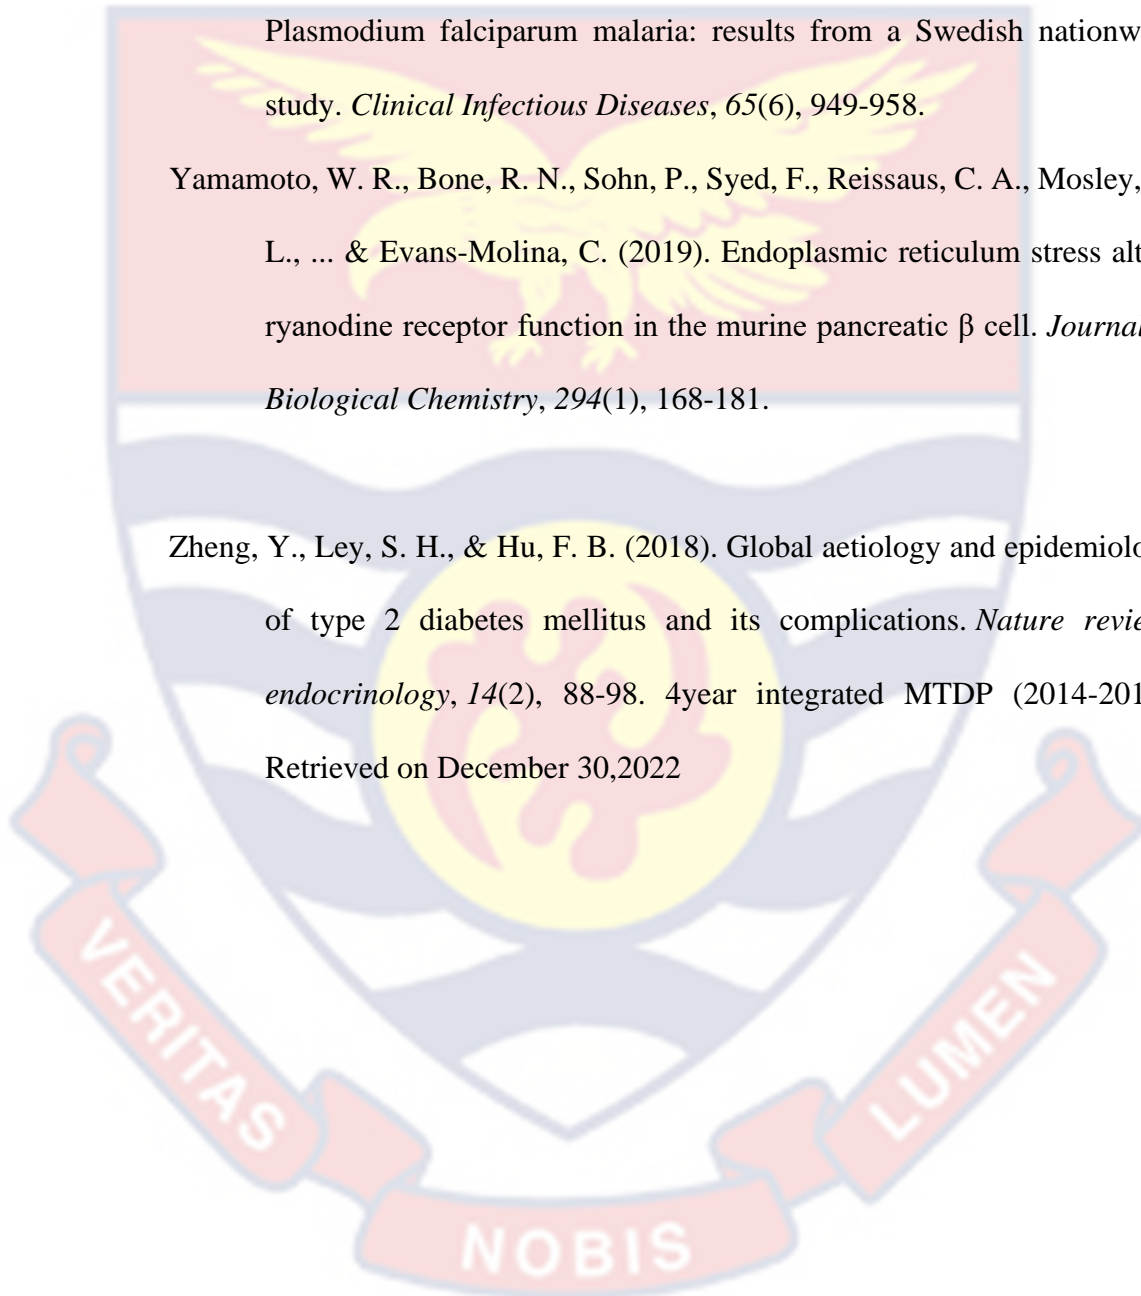 Plasmodium falciparum malaria: results from a Swedish nationw
study. Clinical Infectious Diseases, 65(6), 949-958.
Yamamoto, W. R., Bone, R. N., Sohn, P., Syed, F., Reissaus, C. A., Mosley,
L., ... & Evans-Molina, C. (2019). Endoplasmic reticulum stress alt
ryanodine receptor function in the murine pancreatic β cell. Journal
Biological Chemistry, 294(1), 168-181.
Zheng, Y., Ley, S. H., & Hu, F. B. (2018). Global aetiology and epidemiolo
of type 2 diabetes mellitus and its complications. Nature revie
endocrinology, 14(2), 88-98. 4year integrated MTDP (2014-201
Retrieved on December 30,2022
VERITAS
NOBIS
LUMEN